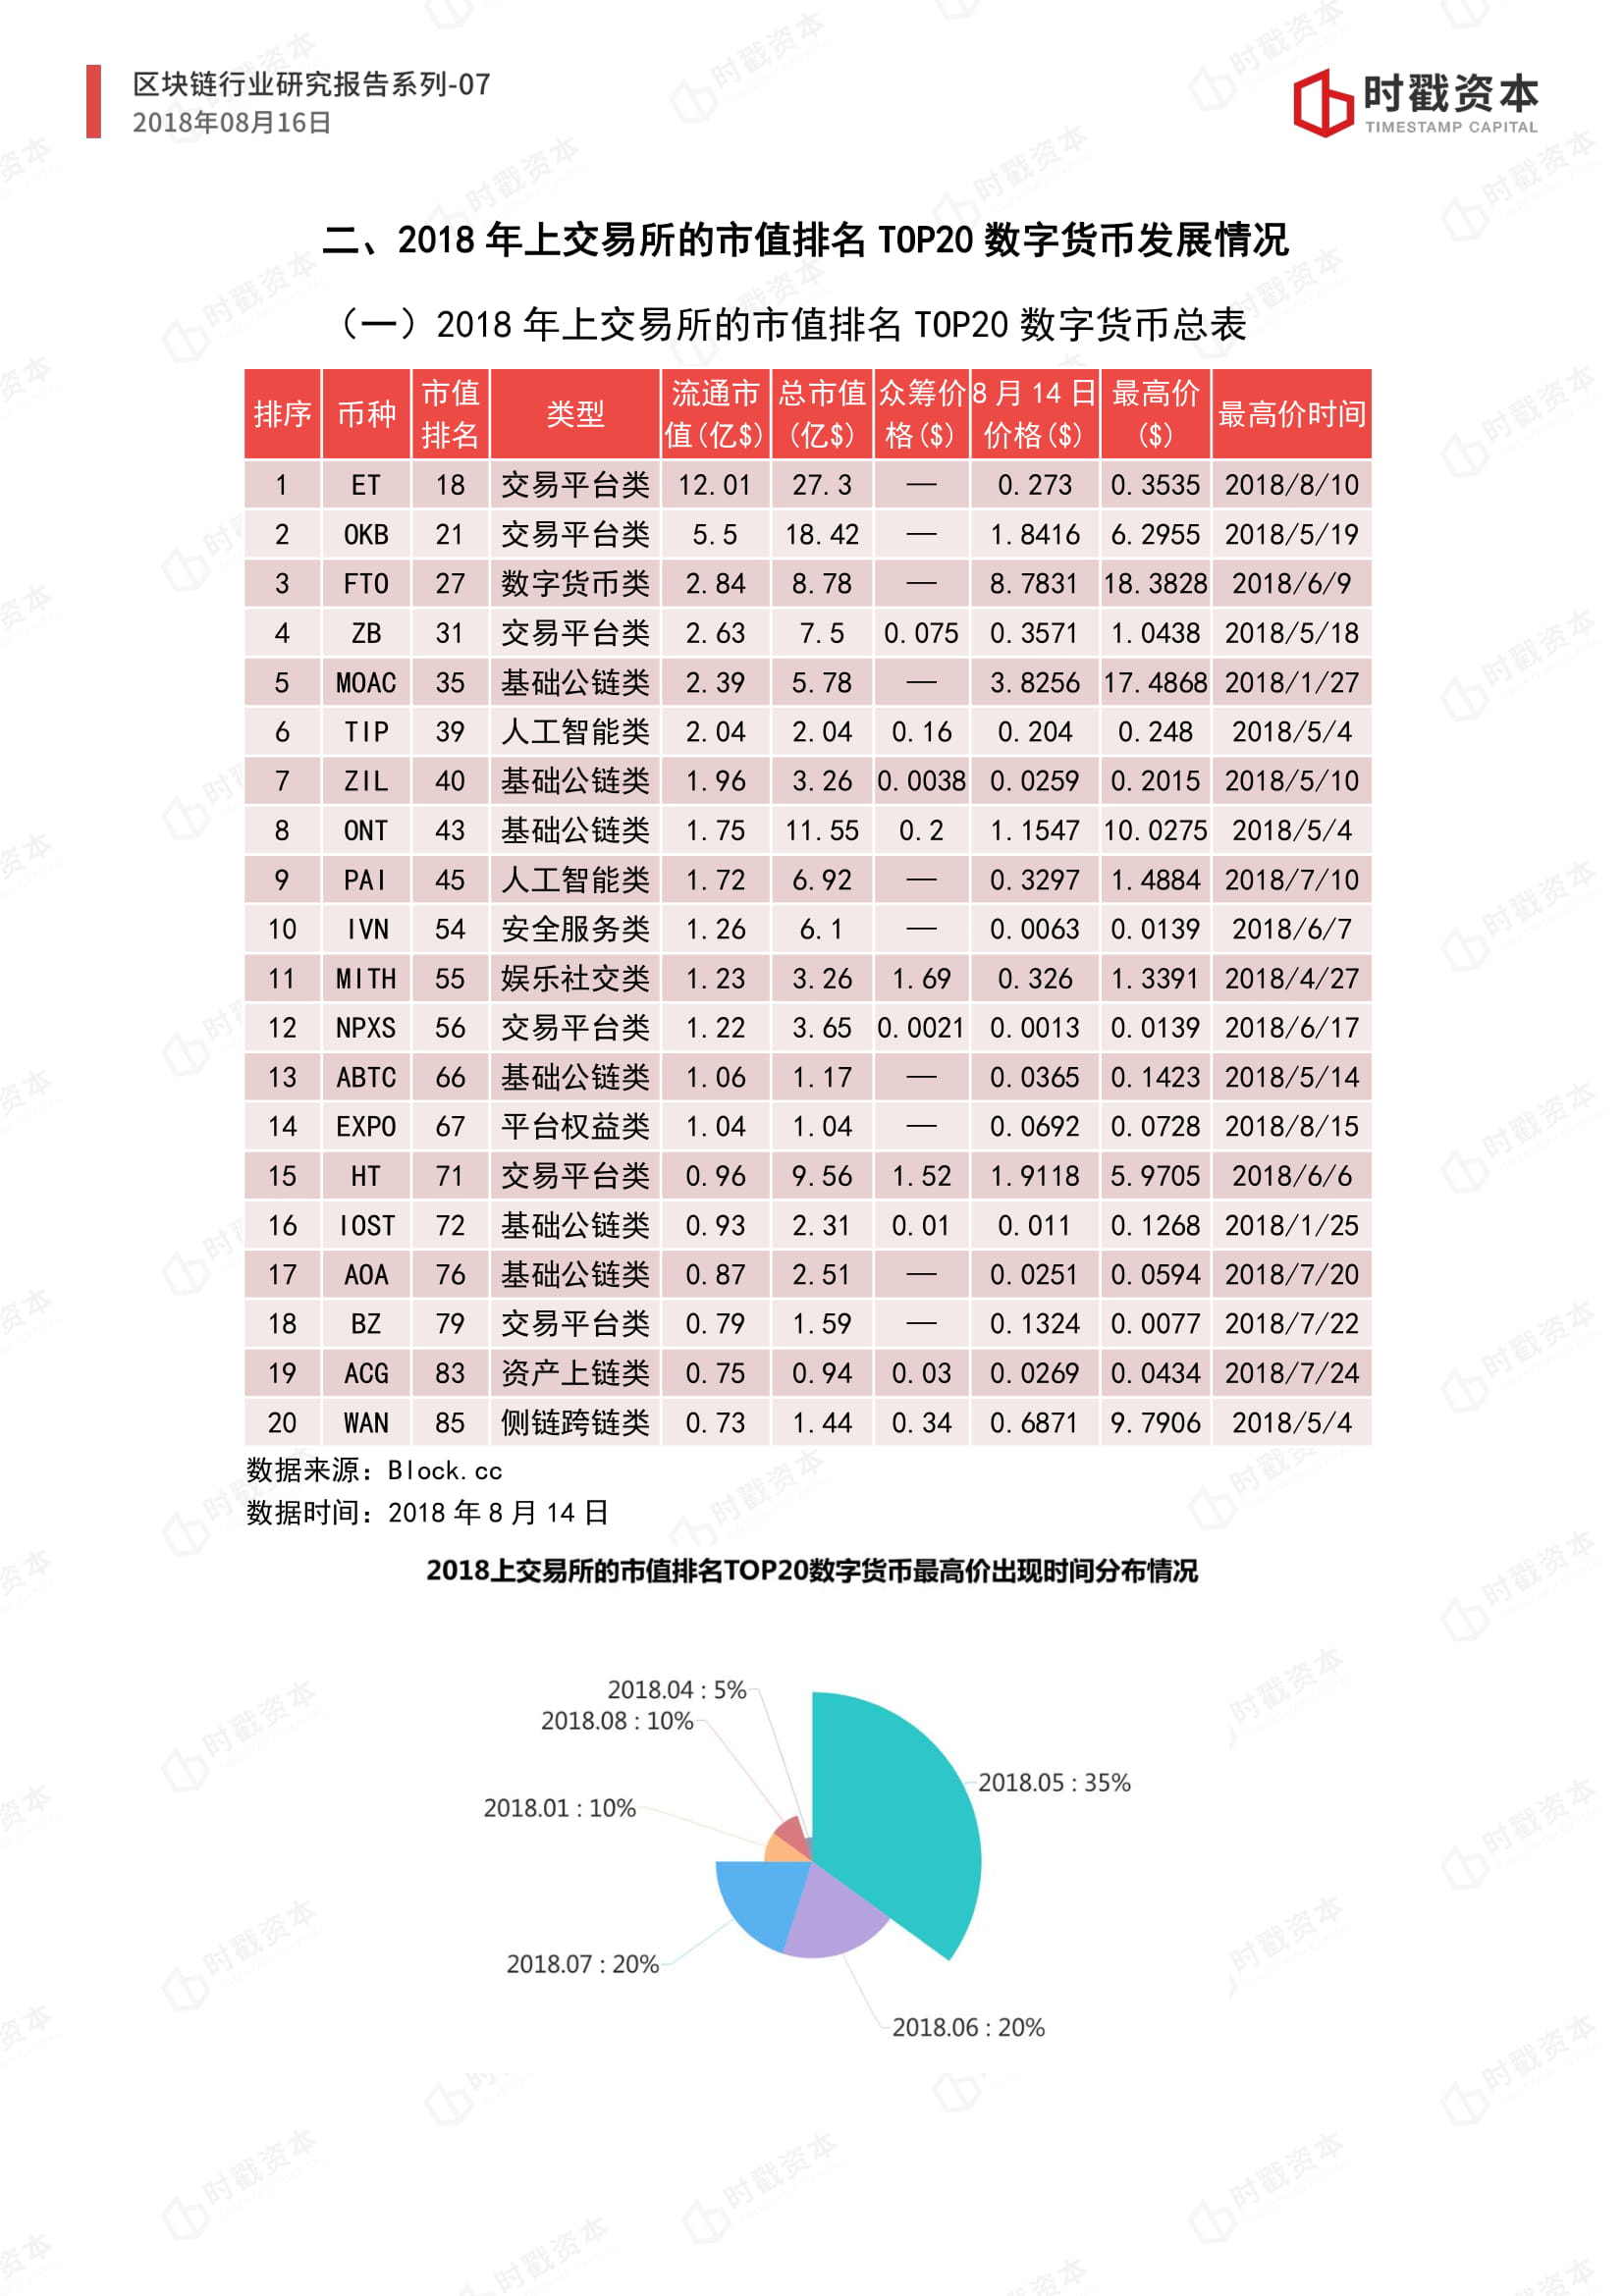 区块链行业研究报告系列-07
2018年08月16日
时戳资本
TIMESTAMP CAPITAL
二、2018 年上交易所的市值排名 TOP20 数字货币发展情况
（一）2018 年上交易所的市值排名 TOP20 数字货币总表
排序 币种 市值排名 类型 流通市值(亿$) 总市值(亿$) 众筹价格($) 8 月 14 日价格($) 最高价($) 最高价时间
1 ET 18 交易平台类 12.01 27.3 — 0.273 0.3535 2018/8/10
2 OKB 21 交易平台类 5.5 18.42 — 1.8416 6.2955 2018/5/19
3 FTO 27 数字货币类 2.84 8.78 — 8.7831 18.3828 2018/6/9
4 ZB 31 交易平台类 2.63 7.5 0.075 0.3571 1.0438 2018/5/18
5 MOAC 35 基础公链类 2.39 5.78 — 3.8256 17.4868 2018/1/27
6 TIP 39 人工智能类 2.04 2.04 0.16 0.204 0.248 2018/5/4
7 ZIL 40 基础公链类 1.96 3.26 0.0038 0.0259 0.2015 2018/5/10
8 ONT 43 基础公链类 1.75 11.55 0.2 1.1547 10.0275 2018/5/4
9 PAI 45 人工智能类 1.72 6.92 — 0.3297 1.4884 2018/7/10
10 IVN 54 安全服务类 1.26 6.1 — 0.0063 0.0139 2018/6/7
11 MITH 55 娱乐社交类 1.23 3.26 1.69 0.326 1.3391 2018/4/27
12 NPXS 56 交易平台类 1.22 3.65 0.0021 0.0013 0.0139 2018/6/17
13 ABTC 66 基础公链类 1.06 1.17 — 0.0365 0.1423 2018/5/14
14 EXPO 67 平台权益类 1.04 1.04 — 0.0692 0.0728 2018/8/15
15 HT 71 交易平台类 0.96 9.56 1.52 1.9118 5.9705 2018/6/6
16 IOST 72 基础公链类 0.93 2.31 0.01 0.011 0.1268 2018/1/25
17 AOA 76 基础公链类 0.87 2.51 — 0.0251 0.0594 2018/7/20
18 BZ 79 交易平台类 0.79 1.59 — 0.1324 0.0077 2018/7/22
19 ACG 83 资产上链类 0.75 0.94 0.03 0.0269 0.0434 2018/7/24
20 WAN 85 侧链跨链类 0.73 1.44 0.34 0.6871 9.7906 2018/5/4
数据来源：Block.cc
数据时间：2018 年 8 月 14 日
2018上交易所的市值排名TOP20数字货币最高价出现时间分布情况
2018.04 : 5%
2018.08 : 10%
2018.05 : 35%
2018.01 : 10%
2018.07 : 20%
2018.06 : 20%